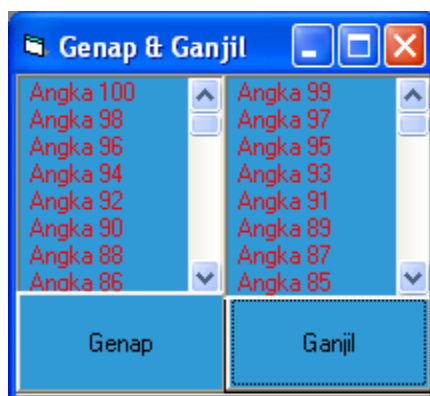 Genap & Ganjil
Angka 100
Angka 98
Angka 96
Angka 94
Angka 92
Angka 90
Angka 88
Angka 86
Angka 99
Angka 97
Angka 95
Angka 93
Angka 91
Angka 89
Angka 87
Angka 85
Genap
Ganjil